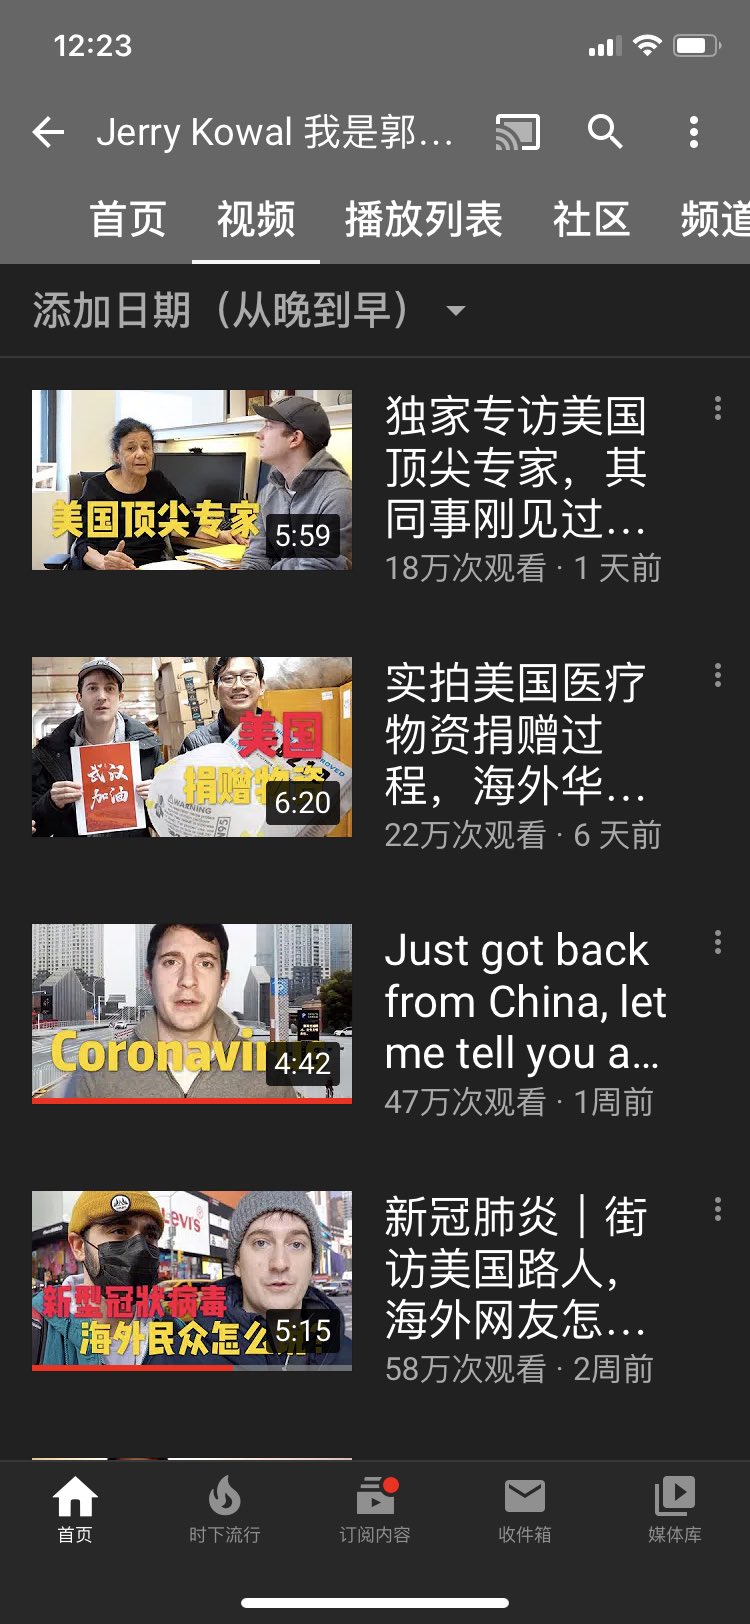 12:23
Jerry Kowal 我是郭…
首页 视频 播放列表 社区 频道
添加日期（从晚到早）
美国顶尖专家
5:59
独家专访美国
顶尖专家，其
同事刚见过…
18万次观看 · 1 天前
武汉
加油
美国
捐赠物资
WARNING
N95
6:20
实拍美国医疗
物资捐赠过
程，海外华…
22万次观看 · 6 天前
Coronavir
4:42
Just got back
from China, let
me tell you a…
47万次观看 · 1周前
Levi's
新型冠状病毒
海外民众怎么
5:15
新冠肺炎｜街
访美国路人，
海外网友怎…
58万次观看 · 2周前
首页 时下流行 订阅内容 收件箱 媒体库